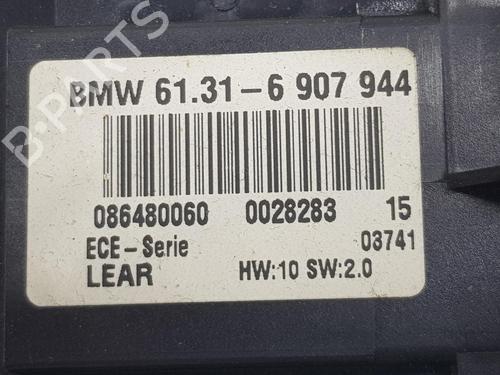 B-PARTS
BMW 61.31-6 907 944
086480060 0028283 15
ECE-Serie 03741
LEAR HW:10 SW:2.0